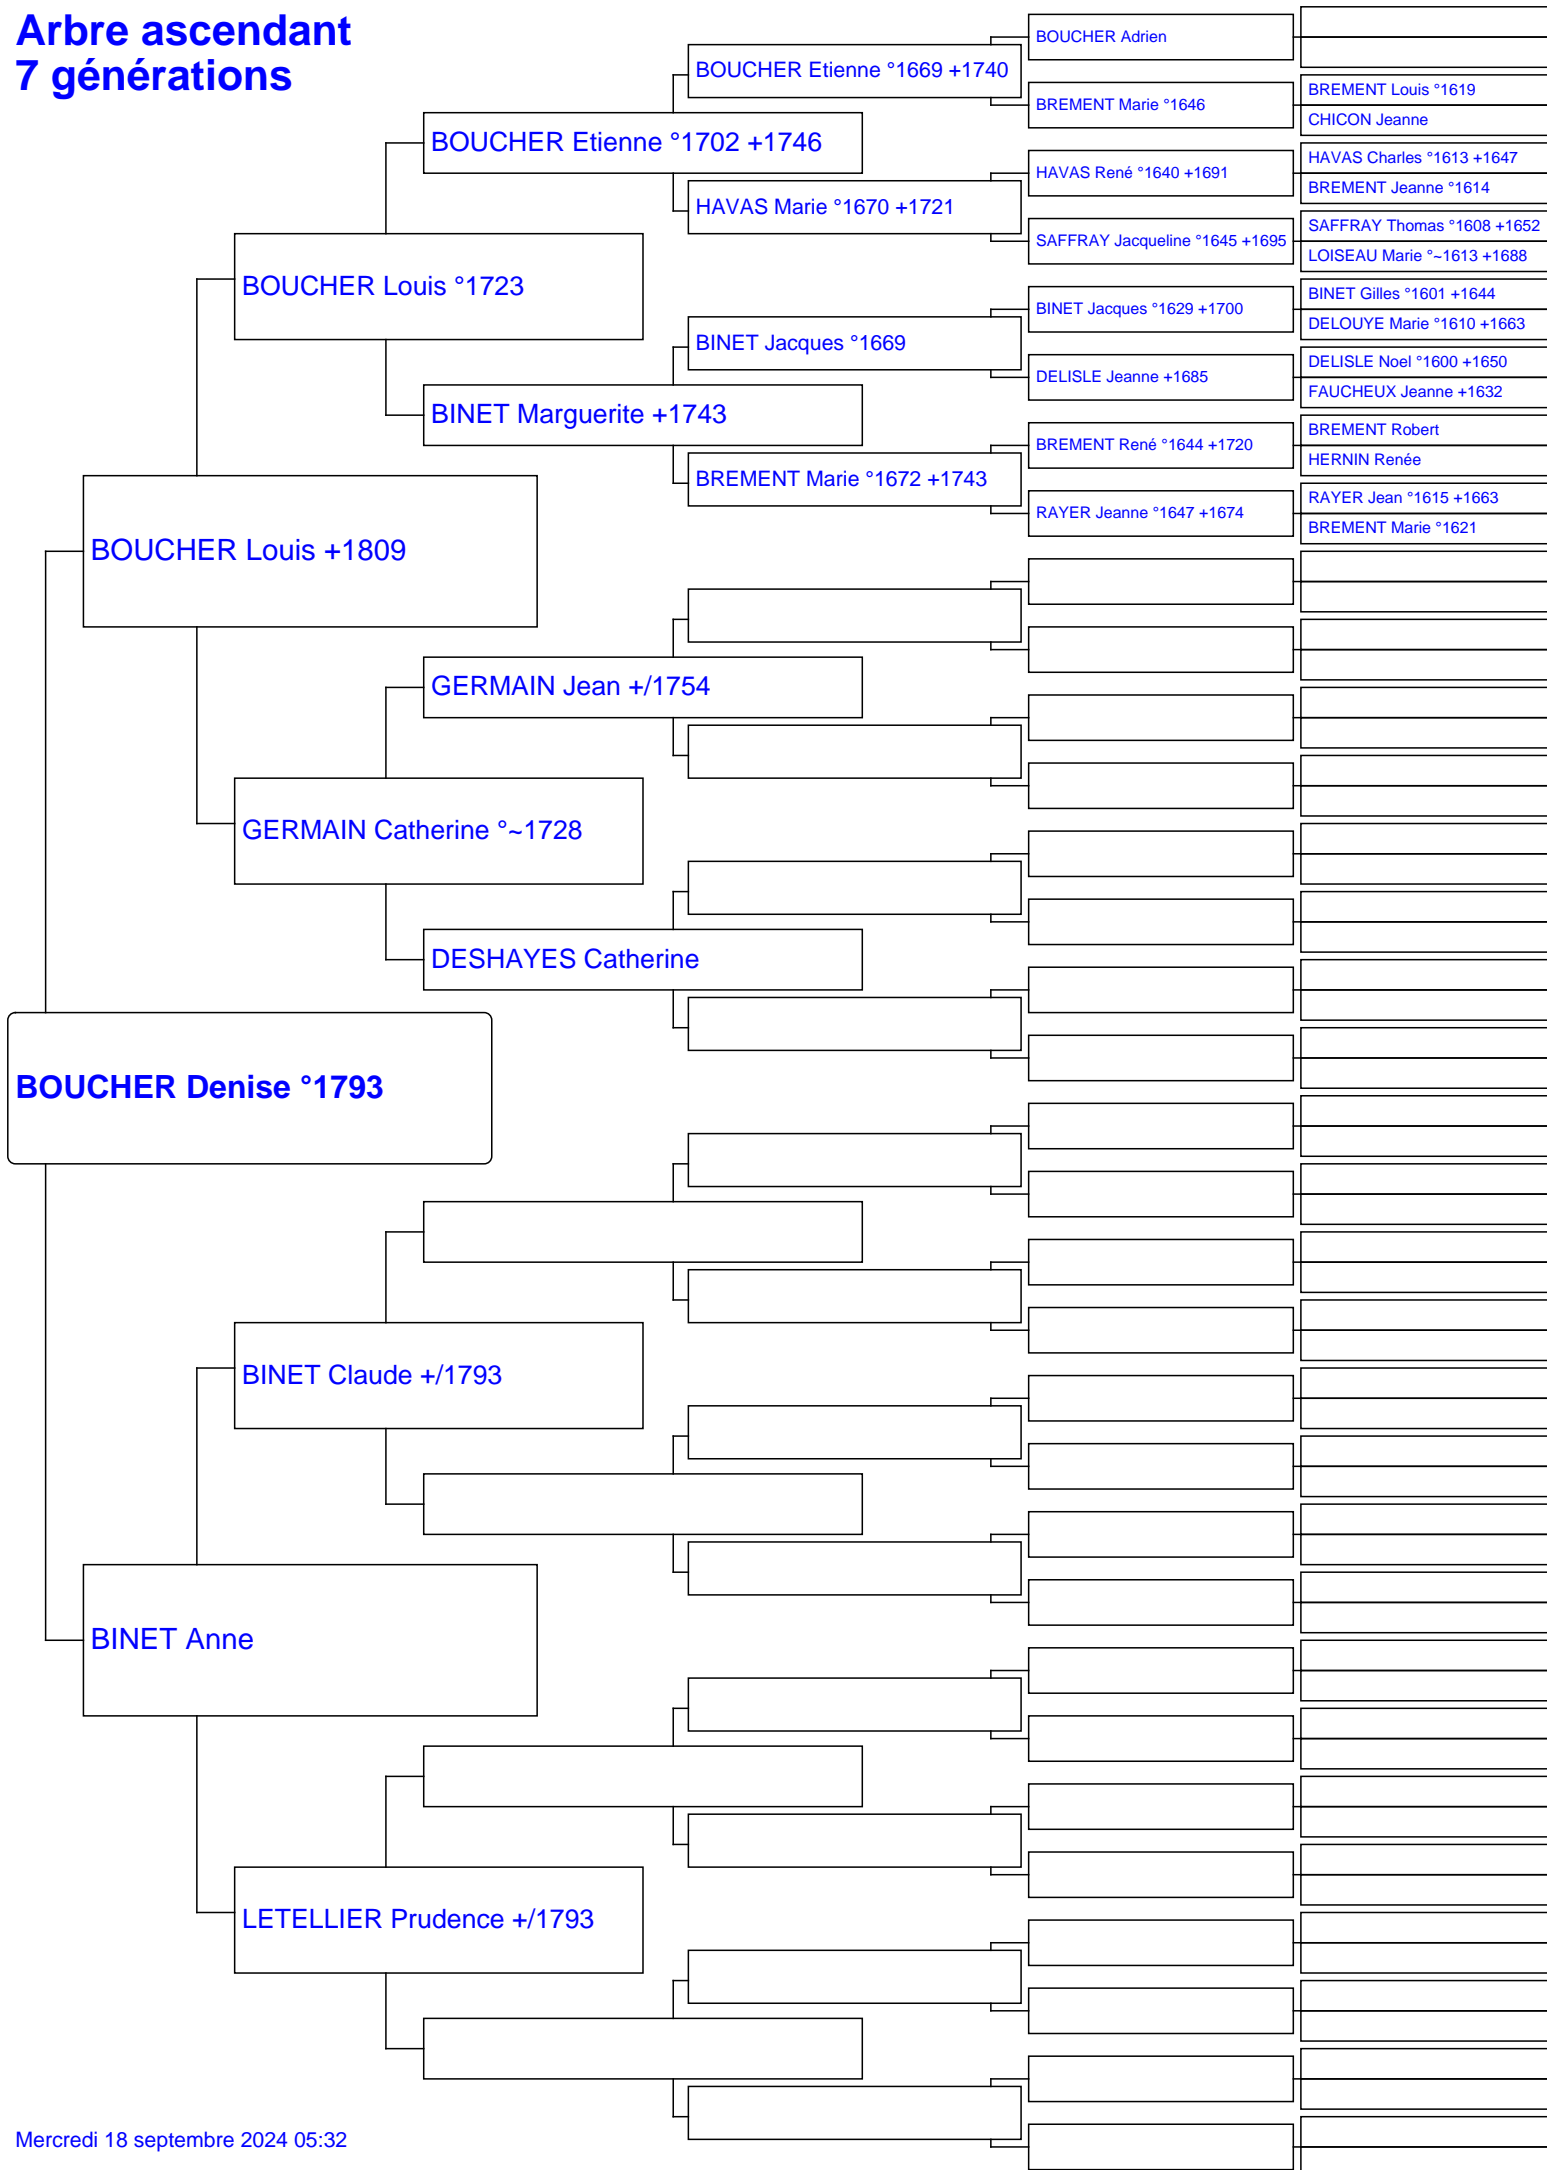 Arbre ascendant
7 générations
BOUCHER Adrien
BOUCHER Etienne °1669 +1740
BREMENT Louis °1619
BREMENT Marie °1646
CHICON Jeanne
BOUCHER Etienne °1702 +1746
HAVAS Charles °1613 +1647
HAVAS René °1640 +1691
BREMENT Jeanne °1614
HAVAS Marie °1670 +1721
SAFFRAY Thomas °1608 +1652
SAFFRAY Jacqueline °1645 +1695
LOISEAU Marie °~1613 +1688
BOUCHER Louis °1723
BINET Gilles °1601 +1644
BINET Jacques °1629 +1700
DELOUYE Marie °1610 +1663
BINET Jacques °1669
DELISLE Noel °1600 +1650
DELISLE Jeanne +1685
FAUCHEUX Jeanne +1632
BINET Marguerite +1743
BREMENT Robert
BREMENT René °1644 +1720
HERNIN Renée
BREMENT Marie °1672 +1743
RAYER Jean °1615 +1663
RAYER Jeanne °1647 +1674
BREMENT Marie °1621
BOUCHER Louis +1809
GERMAIN Jean +/1754
GERMAIN Catherine °~1728
DESHAYES Catherine
BOUCHER Denise °1793
BINET Claude +/1793
BINET Anne
LETELLIER Prudence +/1793
Mercredi 18 septembre 2024 05:32